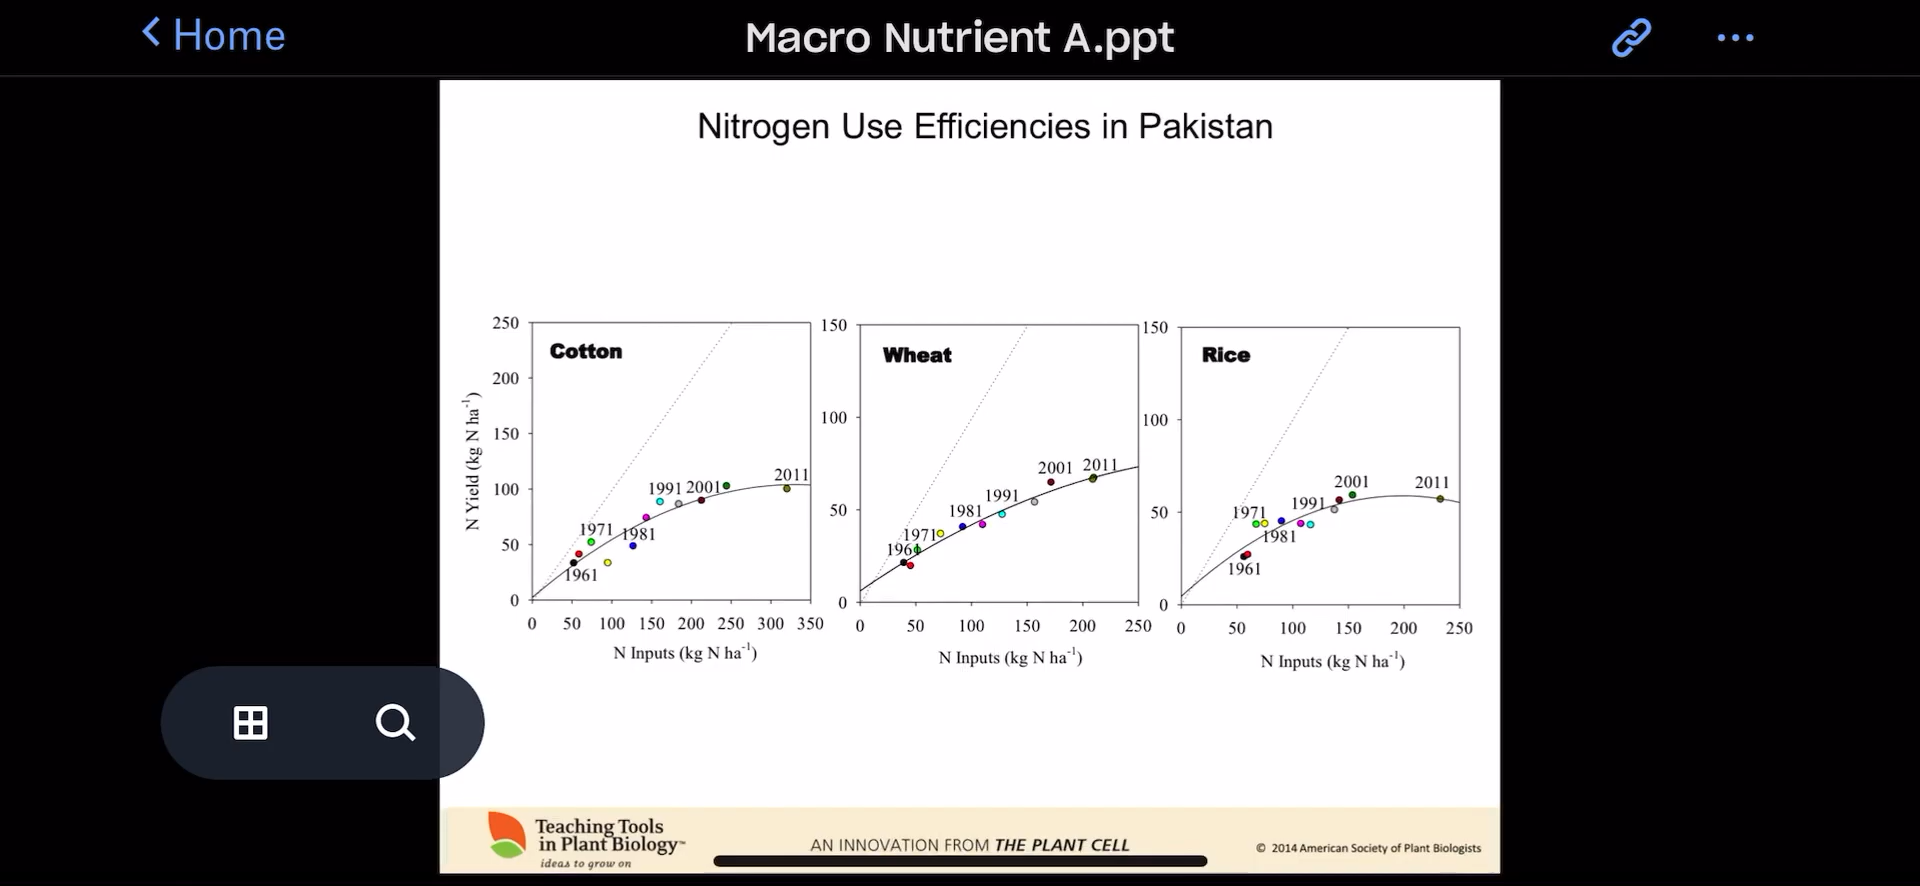 Home
Macro Nutrient A.ppt
Nitrogen Use Efficiencies in Pakistan
N Yield (kg N ha⁻¹)
250
200
150
100
50
0
Cotton
1961
1971
1981
1991
2001
2011
0 50 100 150 200 250 300 350
N Inputs (kg N ha⁻¹)
150
100
50
0
Wheat
1961
1971
1981
1991
2001
2011
0 50 100 150 200 250
N Inputs (kg N ha⁻¹)
150
100
50
0
Rice
1961
1971
1981
1991
2001
2011
0 50 100 150 200 250
N Inputs (kg N ha⁻¹)
Teaching Tools
in Plant Biology™
ideas to grow on
AN INNOVATION FROM THE PLANT CELL
© 2014 American Society of Plant Biologists